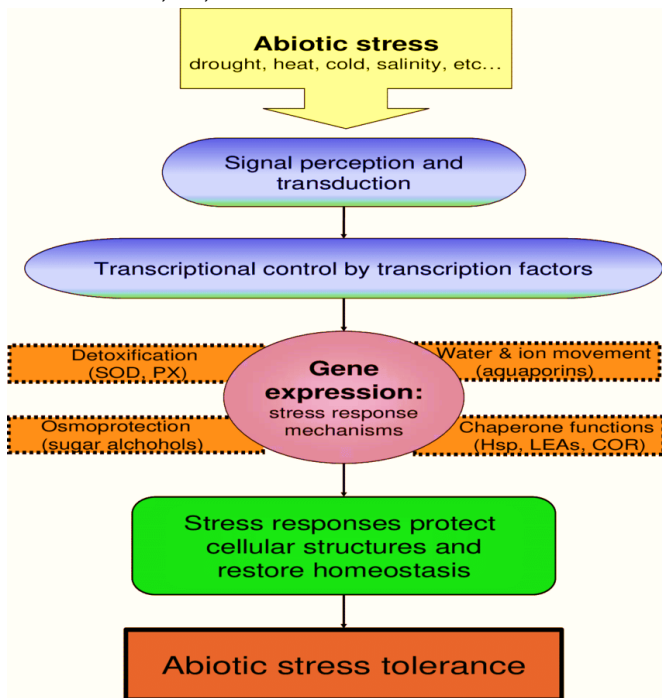 Abiotic stress
drought, heat, cold, salinity, etc...
Signal perception and
transduction
Transcriptional control by transcription factors
Detoxification
(SOD, PX)
Water & ion movement
(aquaporins)
Gene
expression:
stress response
mechanisms
Osmoprotection
(sugar alchohols)
Chaperone functions
(Hsp, LEAs, COR)
Stress responses protect
cellular structures and
restore homeostasis
Abiotic stress tolerance